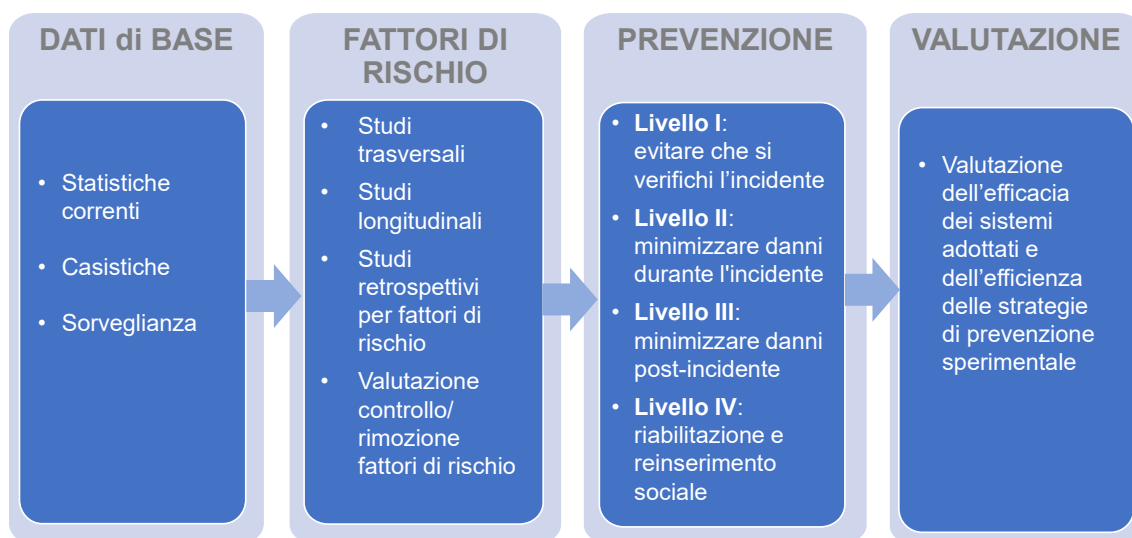 DATI di BASE
• Statistiche
correnti
• Casistiche
• Sorveglianza
FATTORI DI
RISCHIO
• Studi
trasversali
• Studi
longitudinali
• Studi
retrospettivi
per fattori di
rischio
• Valutazione
controllo/
rimozione
fattori di rischio
PREVENZIONE
• Livello I:
evitare che si
verifichi l’incidente
• Livello II:
minimizzare danni
durante l'incidente
• Livello III:
minimizzare danni
post-incidente
• Livello IV:
riabilitazione e
reinserimento
sociale
VALUTAZIONE
• Valutazione
dell’efficacia
dei sistemi
adottati e
dell’efficienza
delle strategie
di prevenzione
sperimentale